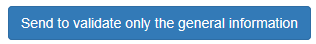 Send to validate only the general information